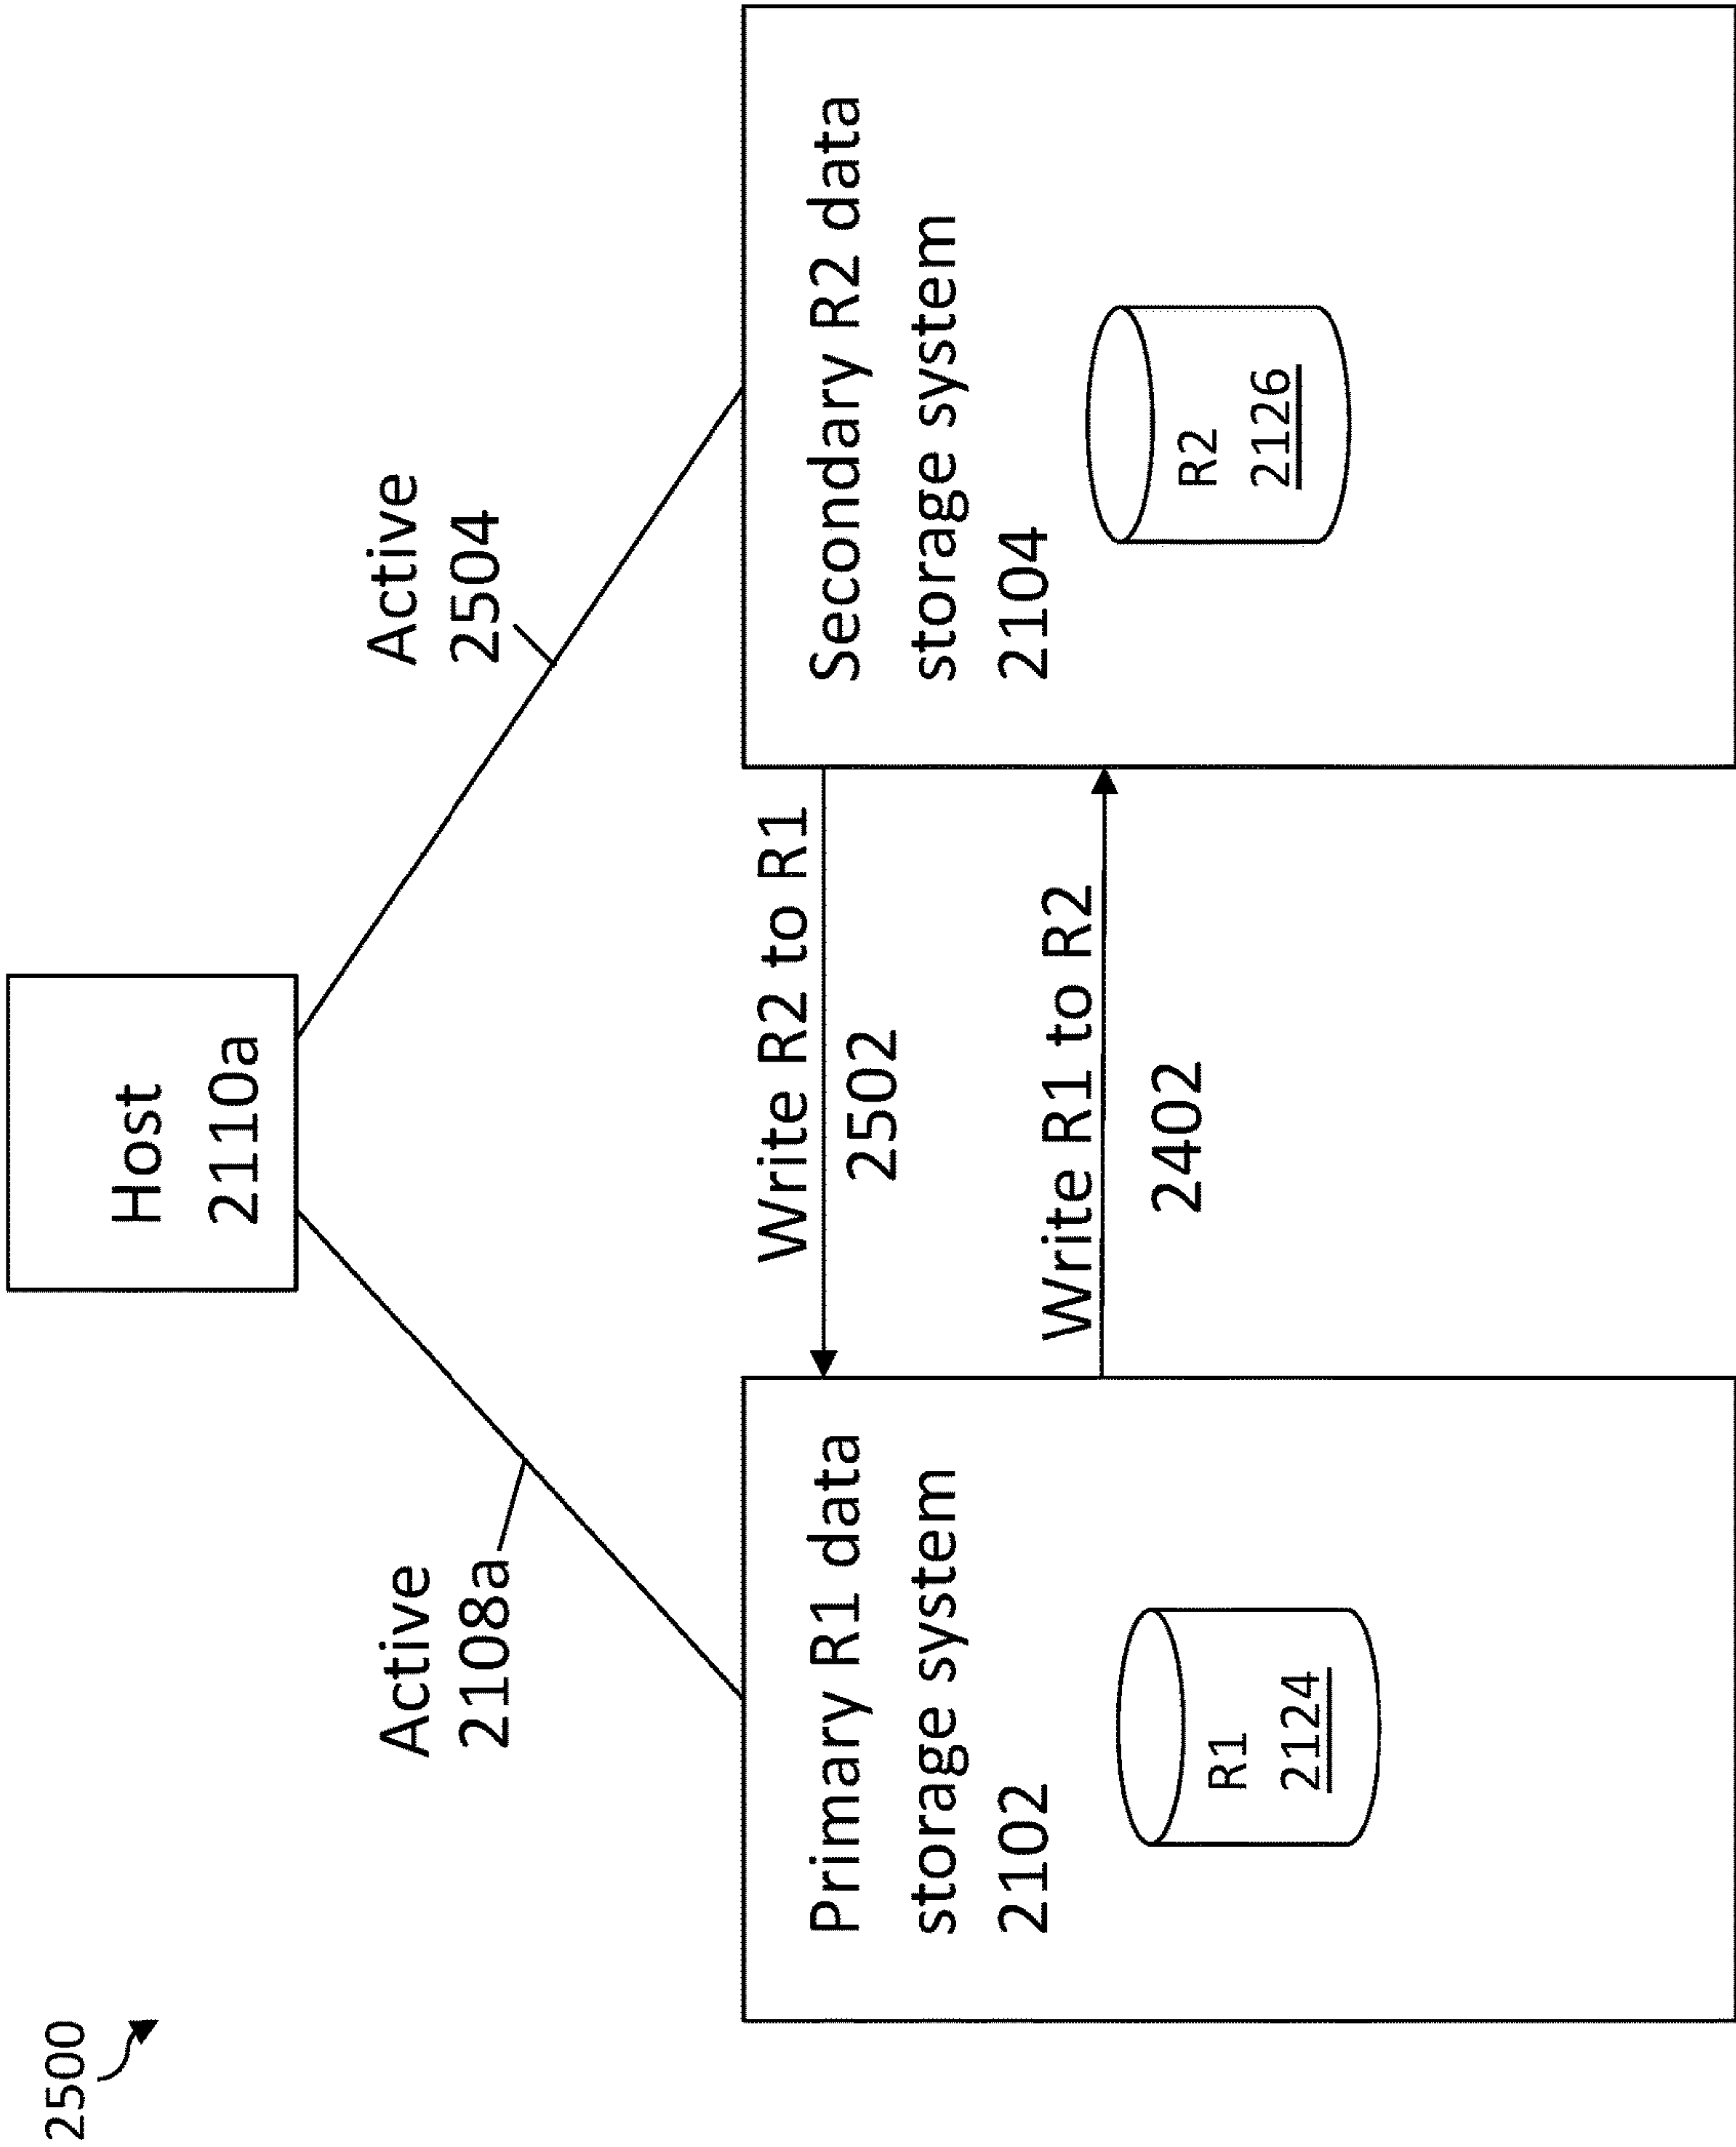 2500
Host
2110a
Active
2108a
Active
2504
Write R2 to R1
2502
Write R1 to R2
2402
Primary R1 data
storage system
2102
R1
2124
Secondary R2 data
storage system
2104
R2
2126